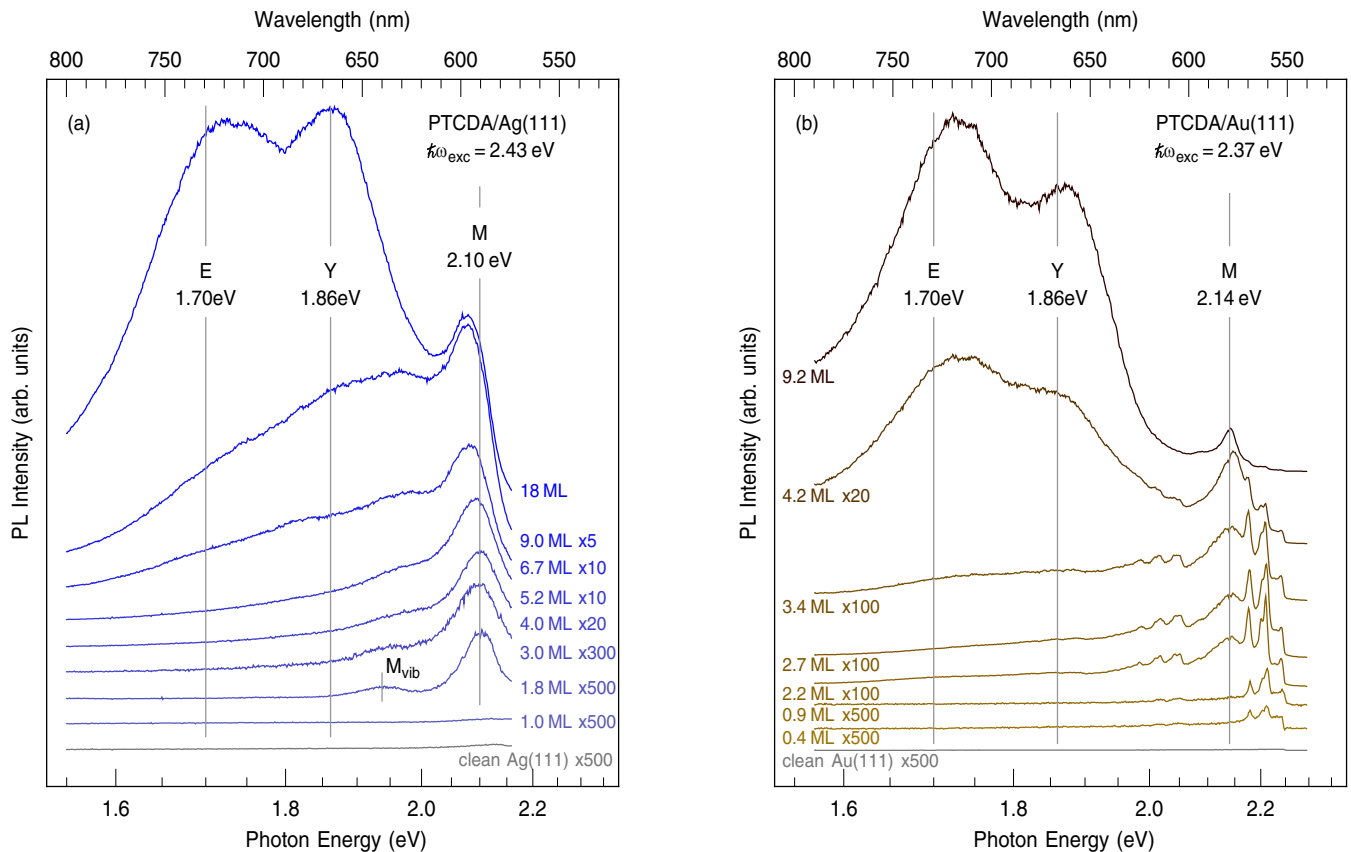 Wavelength (nm)
800 750 700 650 600 550
(a)
PTCDA/Ag(111)
ℏω_exc = 2.43 eV
M
2.10 eV
E
1.70eV
Y
1.86eV
18 ML
9.0 ML x5
6.7 ML x10
5.2 ML x10
4.0 ML x20
3.0 ML x300
M_vib
1.8 ML x500
1.0 ML x500
clean Ag(111) x500
PL Intensity (arb. units)
1.6 1.8 2.0 2.2
Photon Energy (eV)
Wavelength (nm)
800 750 700 650 600 550
(b)
PTCDA/Au(111)
ℏω_exc = 2.37 eV
E
1.70eV
Y
1.86eV
M
2.14 eV
9.2 ML
4.2 ML x20
3.4 ML x100
2.7 ML x100
2.2 ML x100
0.9 ML x500
0.4 ML x500
clean Au(111) x500
PL Intensity (arb. units)
1.6 1.8 2.0 2.2
Photon Energy (eV)